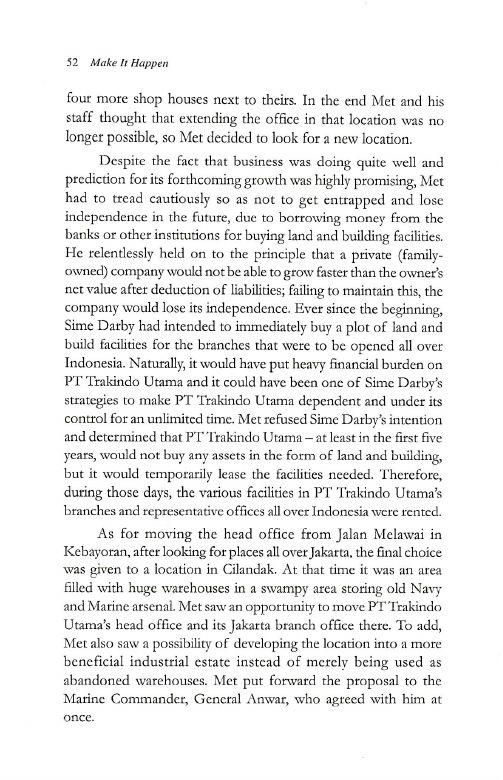 52 Make It Happen
four more shop houses next to theirs. In the end Met and his
staff thought that extending the office in that location was no
longer possible, so Met decided to look for a new location.
Despite the fact that business was doing quite well and
prediction for its forthcoming growth was highly promising, Met
had to tread cautiously so as not to get entrapped and lose
independence in the future, due to borrowing money from the
banks or other institutions for buying land and building facilities.
He relentlessly held on to the principle that a private (family-
owned) company would not be able to grow faster than the owner's
net value after deduction of liabilities; failing to maintain this, the
company would lose its independence. Ever since the beginning,
Sime Darby had intended to immediately buy a plot of land and
build facilities for the branches that were to be opened all over
Indonesia. Naturally, it would have put heavy financial burden on
PT Trakindo Utama and it could have been one of Sime Darby's
strategies to make PT Trakindo Utama dependent and under its
control for an unlimited time. Met refused Sime Darby's intention
and determined that PT Trakindo Utama – at least in the first five
years, would not buy any assets in the form of land and building,
but it would temporarily lease the facilities needed. Therefore,
during those days, the various facilities in PT Trakindo Utama's
branches and representative offices all over Indonesia were rented.
As for moving the head office from Jalan Melawai in
Kebayoran, after looking for places all over Jakarta, the final choice
was given to a location in Cilandak. At that time it was an area
filled with huge warehouses in a swampy area storing old Navy
and Marine arsenal. Met saw an opportunity to move PT Trakindo
Utama's head office and its Jakarta branch office there. To add,
Met also saw a possibility of developing the location into a more
beneficial industrial estate instead of merely being used as
abandoned warehouses. Met put forward the proposal to the
Marine Commander, General Anwar, who agreed with him at
once.